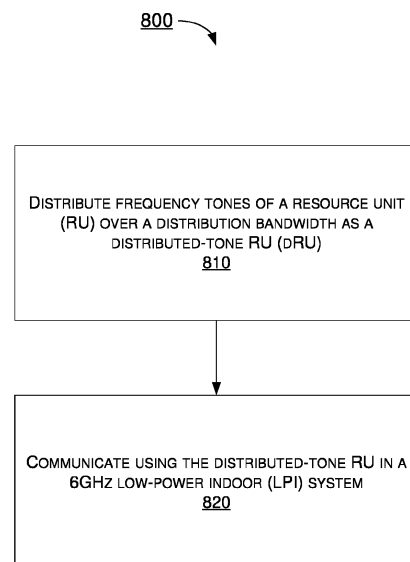 800
DISTRIBUTE FREQUENCY TONES OF A RESOURCE UNIT
(RU) OVER A DISTRIBUTION BANDWIDTH AS A
DISTRIBUTED-TONE RU (DRU)
810
COMMUNICATE USING THE DISTRIBUTED-TONE RU IN A
6GHZ LOW-POWER INDOOR (LPI) SYSTEM
820